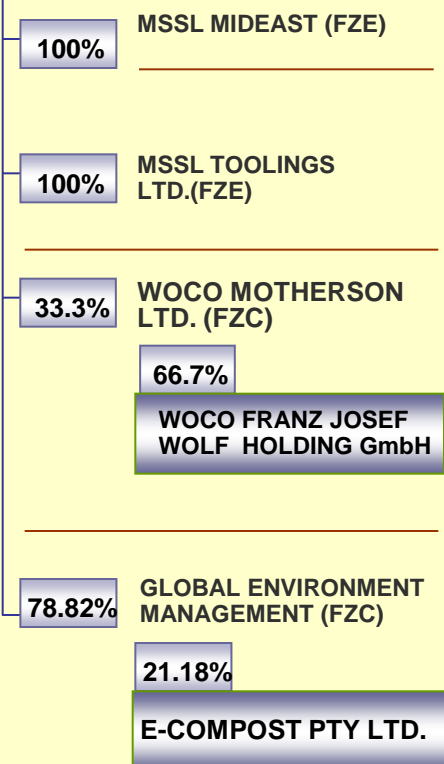 MSSL MIDEAST (FZE)
100%
MSSL TOOLINGS
LTD.(FZE)
100%
WOCO MOTHERSON
LTD. (FZC)
33.3%
66.7%
WOCO FRANZ JOSEF
WOLF HOLDING GmbH
GLOBAL ENVIRONMENT
MANAGEMENT (FZC)
78.82%
21.18%
E-COMPOST PTY LTD.